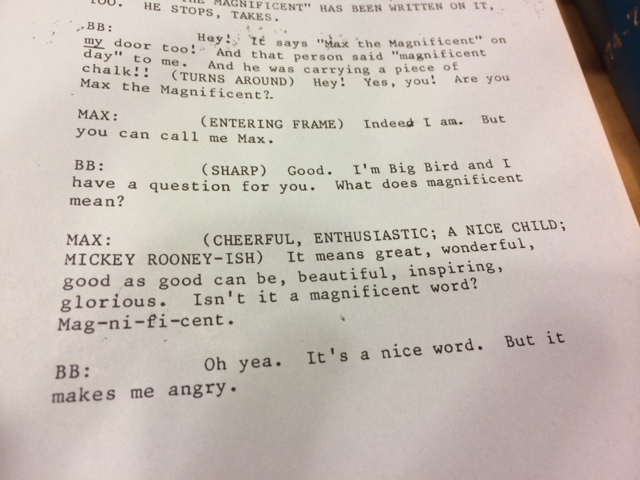 TOO. THE MAGNIFICENT" HAS BEEN WRITTEN ON IT,
HE STOPS, TAKES.
BB: Hey! It says "Max the Magnificent" on
my door too! And that person said "magnificent
day" to me. And he was carrying a piece of
chalk!! (TURNS AROUND) Hey! Yes, you! Are you
Max the Magnificent?
MAX: (ENTERING FRAME) Indeed I am. But
you can call me Max.
BB: (SHARP) Good. I'm Big Bird and I
have a question for you. What does magnificent
mean?
MAX: (CHEERFUL, ENTHUSIASTIC; A NICE CHILD;
MICKEY ROONEY-ISH) It means great, wonderful,
good as good can be, beautiful, inspiring,
glorious. Isn't it a magnificent word?
Mag-ni-fi-cent.
BB: Oh yea. It's a nice word. But it
makes me angry.